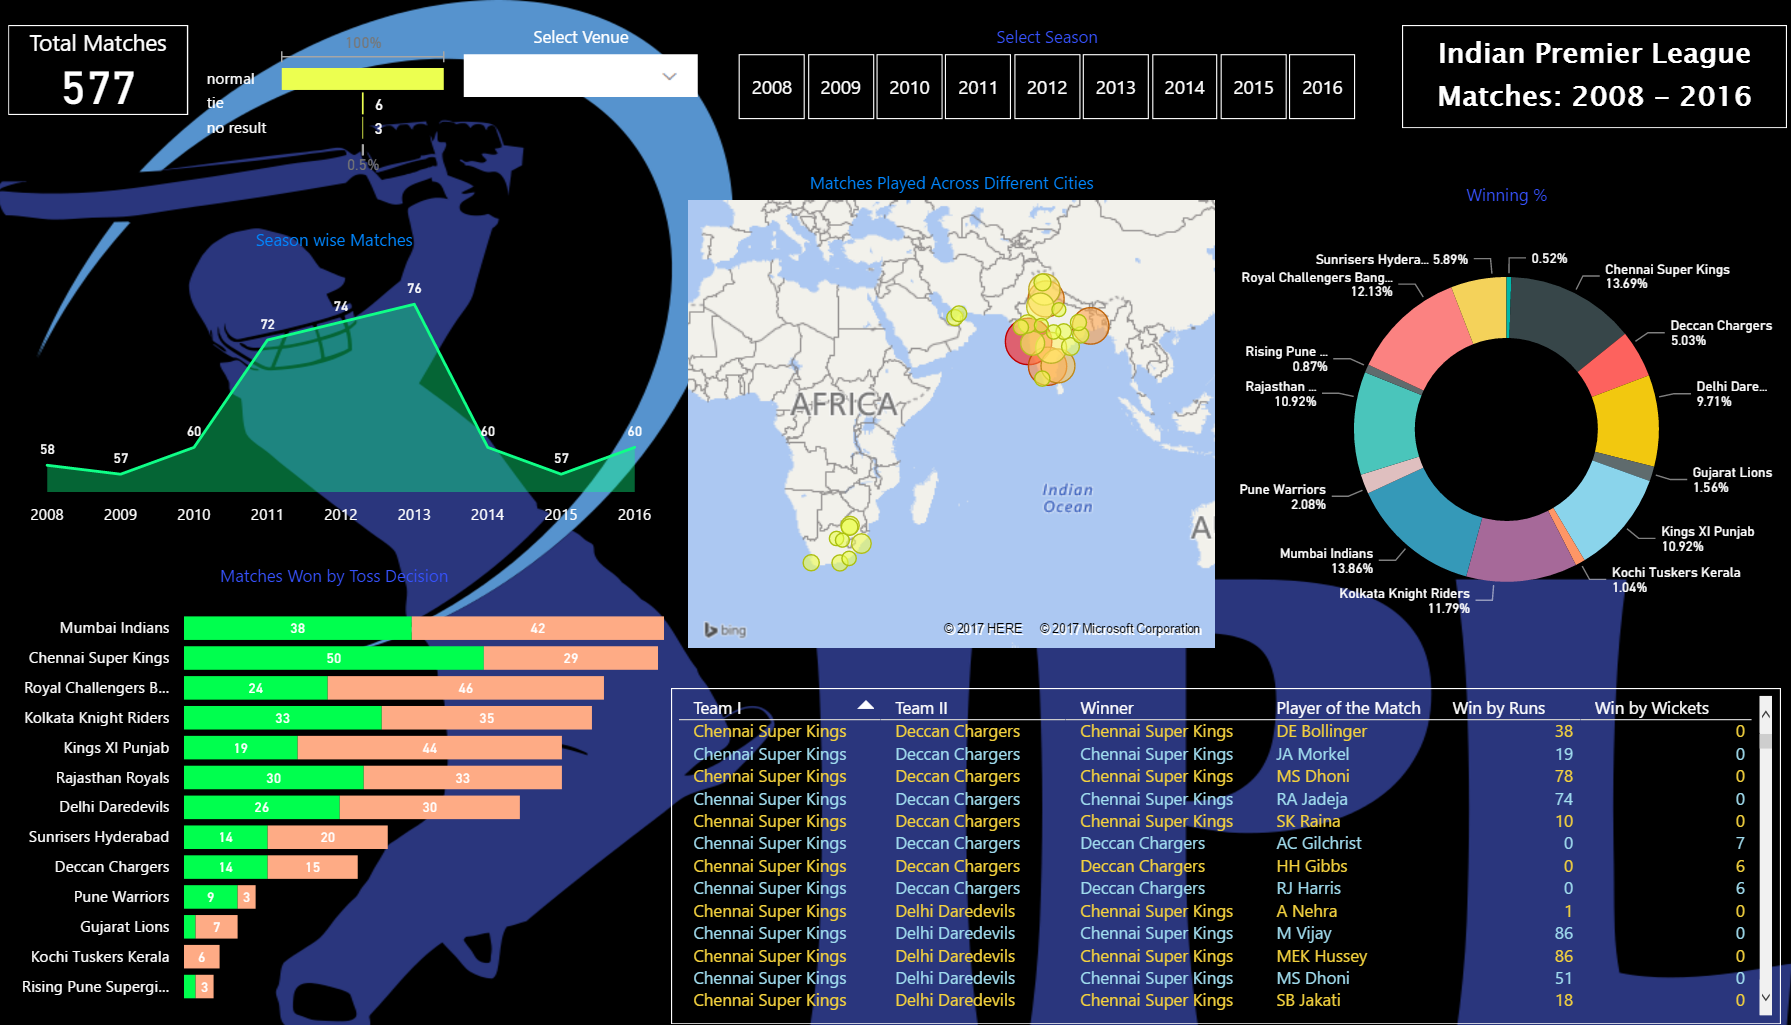 Total Matches
577
100%
normal
tie
6
no result
3
0.5%
Select Venue
Select Season
2008 2009 2010 2011 2012 2013 2014 2015 2016
Indian Premier League
Matches: 2008 - 2016
Season wise Matches
58 57 60 72 74 76 60 57 60
2008 2009 2010 2011 2012 2013 2014 2015 2016
Matches Played Across Different Cities
AFRICA
Indian
Ocean
A
bing
© 2017 HERE © 2017 Microsoft Corporation
Winning %
0.52%
Chennai Super Kings
13.69%
Deccan Chargers
5.03%
Delhi Dare...
9.71%
Gujarat Lions
1.56%
Kings XI Punjab
10.92%
Kochi Tuskers Kerala
1.04%
Kolkata Knight Riders
11.79%
Mumbai Indians
13.86%
Pune Warriors
2.08%
Rajasthan ...
10.92%
Rising Pune ...
0.87%
Royal Challengers Bang...
12.13%
Sunrisers Hydera... 5.89%
Matches Won by Toss Decision
Mumbai Indians 38 42
Chennai Super Kings 50 29
Royal Challengers B... 24 46
Kolkata Knight Riders 33 35
Kings XI Punjab 19 44
Rajasthan Royals 30 33
Delhi Daredevils 26 30
Sunrisers Hyderabad 14 20
Deccan Chargers 14 15
Pune Warriors 9 3
Gujarat Lions 7
Kochi Tuskers Kerala 6
Rising Pune Supergi... 3
Team I Team II Winner Player of the Match Win by Runs Win by Wickets
Chennai Super Kings Deccan Chargers Chennai Super Kings DE Bollinger 38 0
Chennai Super Kings Deccan Chargers Chennai Super Kings JA Morkel 19 0
Chennai Super Kings Deccan Chargers Chennai Super Kings MS Dhoni 78 0
Chennai Super Kings Deccan Chargers Chennai Super Kings RA Jadeja 74 0
Chennai Super Kings Deccan Chargers Chennai Super Kings SK Raina 10 0
Chennai Super Kings Deccan Chargers Deccan Chargers AC Gilchrist 0 7
Chennai Super Kings Deccan Chargers Deccan Chargers HH Gibbs 0 6
Chennai Super Kings Deccan Chargers Deccan Chargers RJ Harris 0 6
Chennai Super Kings Delhi Daredevils Chennai Super Kings A Nehra 1 0
Chennai Super Kings Delhi Daredevils Chennai Super Kings M Vijay 86 0
Chennai Super Kings Delhi Daredevils Chennai Super Kings MEK Hussey 86 0
Chennai Super Kings Delhi Daredevils Chennai Super Kings MS Dhoni 51 0
Chennai Super Kings Delhi Daredevils Chennai Super Kings SB Jakati 18 0
IPL